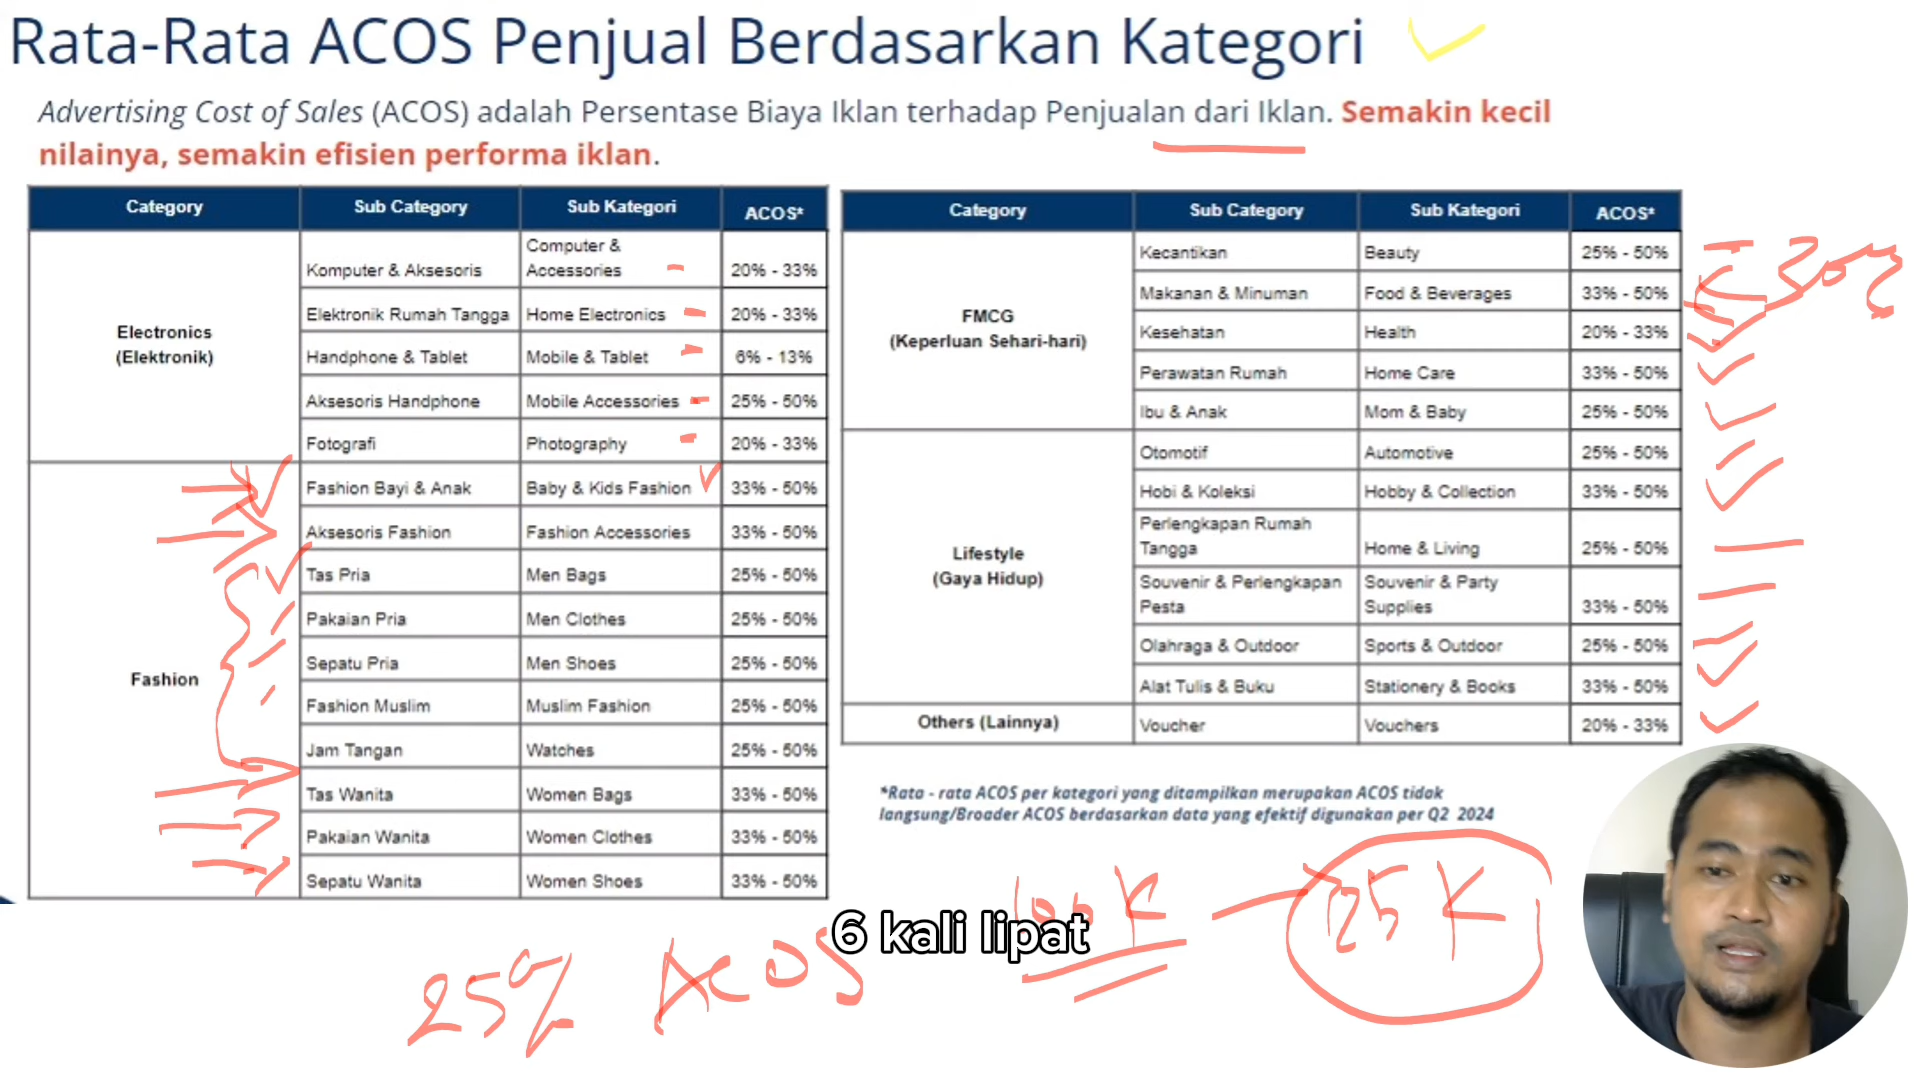 Rata-Rata ACOS Penjual Berdasarkan Kategori
Advertising Cost of Sales (ACOS) adalah Persentase Biaya Iklan terhadap Penjualan dari Iklan. Semakin kecil
nilainya, semakin efisien performa iklan.
Category Sub Category Sub Kategori ACOS*
Electronics
(Elektronik)
Komputer & Aksesoris Computer & Accessories 20% - 33%
Elektronik Rumah Tangga Home Electronics 20% - 33%
Handphone & Tablet Mobile & Tablet 6% - 13%
Aksesoris Handphone Mobile Accessories 25% - 50%
Fotografi Photography 20% - 33%
Fashion
Fashion Bayi & Anak Baby & Kids Fashion 33% - 50%
Aksesoris Fashion Fashion Accessories 33% - 50%
Tas Pria Men Bags 25% - 50%
Pakaian Pria Men Clothes 25% - 50%
Sepatu Pria Men Shoes 25% - 50%
Fashion Muslim Muslim Fashion 25% - 50%
Jam Tangan Watches 25% - 50%
Tas Wanita Women Bags 33% - 50%
Pakaian Wanita Women Clothes 33% - 50%
Sepatu Wanita Women Shoes 33% - 50%
Category Sub Category Sub Kategori ACOS*
FMCG
(Keperluan Sehari-hari)
Kecantikan Beauty 25% - 50%
Makanan & Minuman Food & Beverages 33% - 50%
Kesehatan Health 20% - 33%
Perawatan Rumah Home Care 33% - 50%
Ibu & Anak Mom & Baby 25% - 50%
Lifestyle
(Gaya Hidup)
Otomotif Automotive 25% - 50%
Hobi & Koleksi Hobby & Collection 33% - 50%
Perlengkapan Rumah Tangga Home & Living 25% - 50%
Souvenir & Perlengkapan Pesta Souvenir & Party Supplies 33% - 50%
Olahraga & Outdoor Sports & Outdoor 25% - 50%
Alat Tulis & Buku Stationery & Books 33% - 50%
Others (Lainnya) Voucher Vouchers 20% - 33%
*Rata - rata ACOS per kategori yang ditampilkan merupakan ACOS tidak
langsung/Broader ACOS berdasarkan data yang efektif digunakan per Q2 2024
100 K 25 K
6 kali lipat
25% ACOS